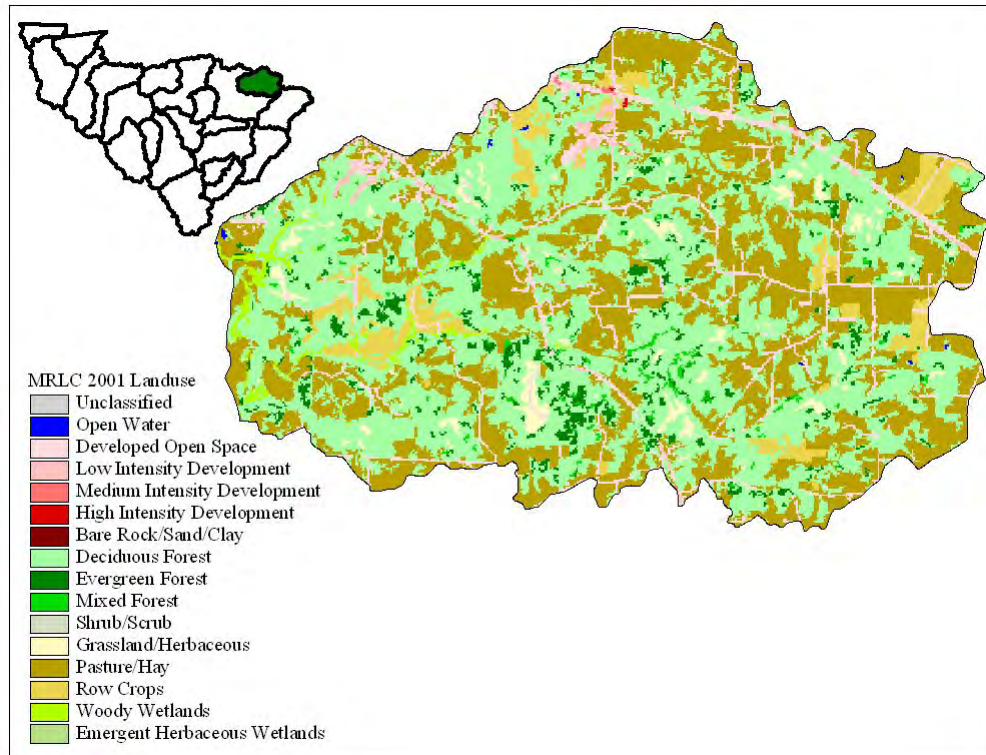 MRLC 2001 Landuse
Unclassified
Open Water
Developed Open Space
Low Intensity Development
Medium Intensity Development
High Intensity Development
Bare Rock/Sand/Clay
Deciduous Forest
Evergreen Forest
Mixed Forest
Shrub/Scrub
Grassland/Herbaceous
Pasture/Hay
Row Crops
Woody Wetlands
Emergent Herbaceous Wetlands